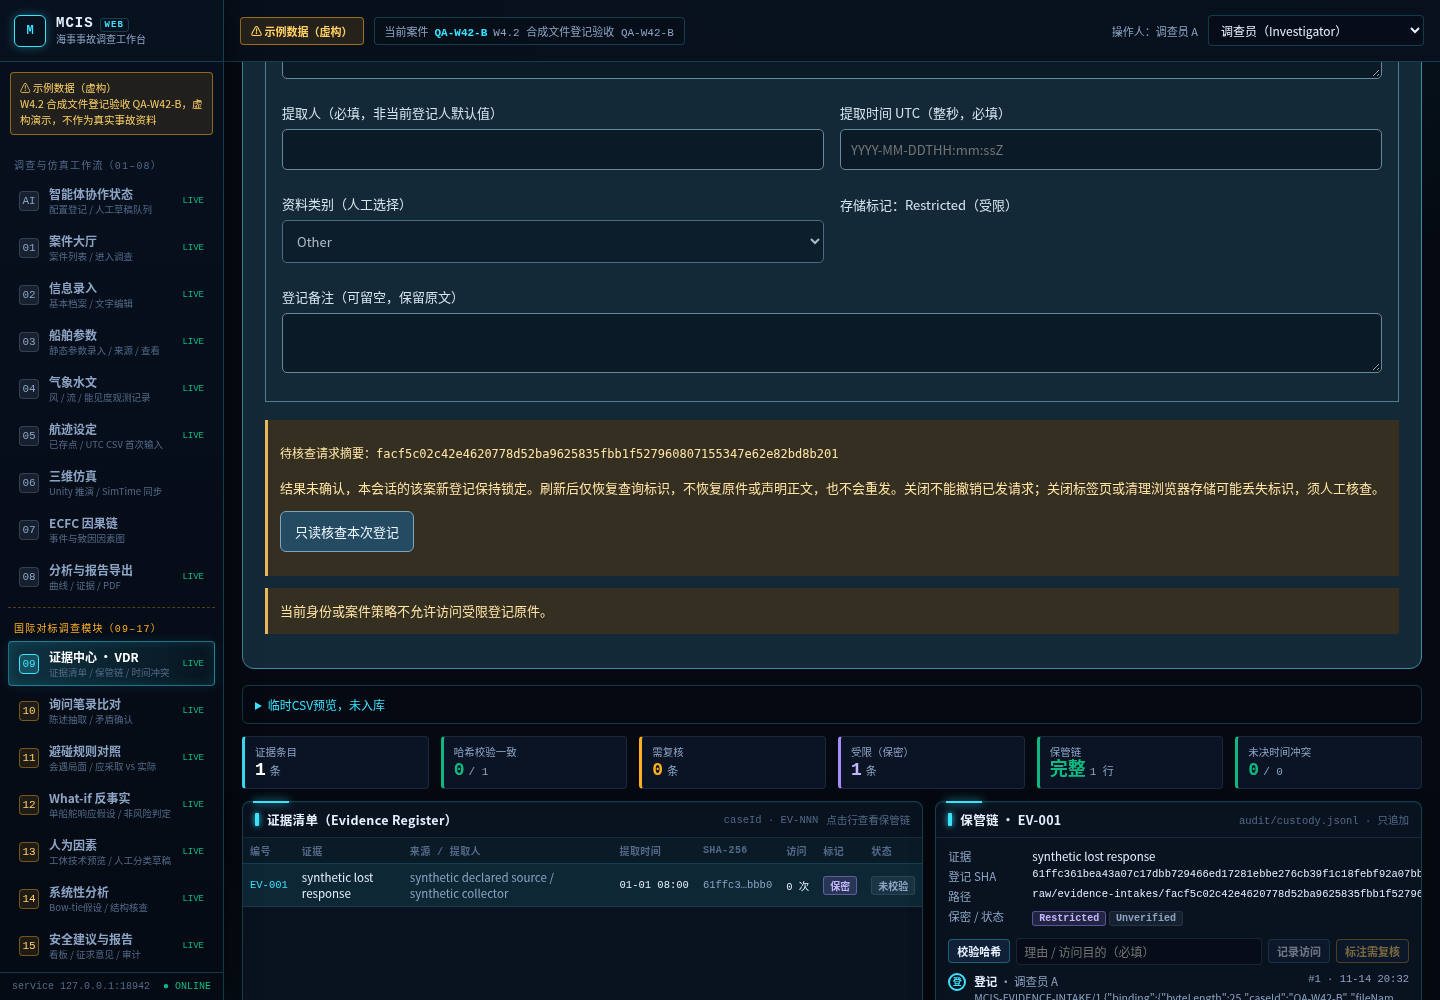 M
MCIS WEB
海事事故调查工作台
⚠ 示例数据（虚构）
当前案件 QA-W42-B W4.2 合成文件登记验收 QA-W42-B
操作人：调查员 A
调查员（Investigator）
⚠ 示例数据（虚构）
W4.2 合成文件登记验收 QA-W42-B，虚
构演示，不作为真实事故资料
调查与仿真工作流（01–08）
AI 智能体协作状态 LIVE
配置登记 / 人工草稿队列
01 案件大厅 LIVE
案件列表 / 进入调查
02 信息录入 LIVE
基本档案 / 文字编辑
03 船舶参数 LIVE
静态参数录入 / 来源 / 查看
04 气象水文 LIVE
风 / 流 / 能见度观测记录
05 航迹设定 LIVE
已存点 / UTC CSV 首次输入
06 三维仿真
Unity 推演 / SimTime 同步
07 ECFC 因果链
事件与致因因素图
08 分析与报告导出 LIVE
曲线 / 证据 / PDF
国际对标调查模块（09–17）
09 证据中心 · VDR LIVE
证据清单 / 保管链 / 时间冲突
10 询问笔录比对 LIVE
陈述抽取 / 矛盾确认
11 避碰规则对照 LIVE
会遇局面 / 应采取 vs 实际
12 What-if 反事实 LIVE
单船舵响应假设 / 非风险判定
13 人为因素 LIVE
工休技术预览 / 人工分类草稿
14 系统性分析 LIVE
Bow-tie假设 / 结构核查
15 安全建议与报告 LIVE
看板 / 征求意见 / 审计
service 127.0.0.1:18942 ● ONLINE
提取人（必填，非当前登记人默认值）
提取时间 UTC（整秒，必填）
YYYY-MM-DDTHH:mm:ssZ
资料类别（人工选择）
存储标记：Restricted（受限）
Other
登记备注（可留空，保留原文）
待核查请求摘要：facf5c02c42e4620778d52ba9625835fbb1f527960807155347e62e82bd8b201
结果未确认，本会话的该案新登记保持锁定。刷新后仅恢复查询标识，不恢复原件或声明正文，也不会重发。关闭不能撤销已发请求；关闭标签页或清理浏览器存储可能丢失标识，须人工核查。
只读核查本次登记
当前身份或案件策略不允许访问受限登记原件。
▶ 临时CSV预览，未入库
证据条目
1 条
哈希校验一致
0 / 1
需复核
0 条
受限（保密）
1 条
保管链
完整 1 行
未决时间冲突
0 / 0
证据清单（Evidence Register）
caseId · EV-NNN 点击行查看保管链
编号 证据 来源 / 提取人 提取时间 SHA-256 访问 标记 状态
EV-001 synthetic lost response synthetic declared source / synthetic collector 01-01 08:00 61ffc3…bbb0 0 次 保密 未校验
保管链 · EV-001
audit/custody.jsonl · 只追加
证据 synthetic lost response
登记 SHA 61ffc361bea43a07c17dbb729466ed17281ebbe276cb39f1c18febf92a07bb
路径 raw/evidence-intakes/facf5c02c42e4620778d52ba9625835fbb1f52796
保密 / 状态 Restricted Unverified
校验哈希
理由 / 访问目的（必填）
记录访问
标注需复核
登 登记 · 调查员 A #1 · 11-14 20:32
MCIS-EVIDENCE-INTAKE/1 {"binding":{"byteLength":25,"caseId":"QA-W42-B","fileNam